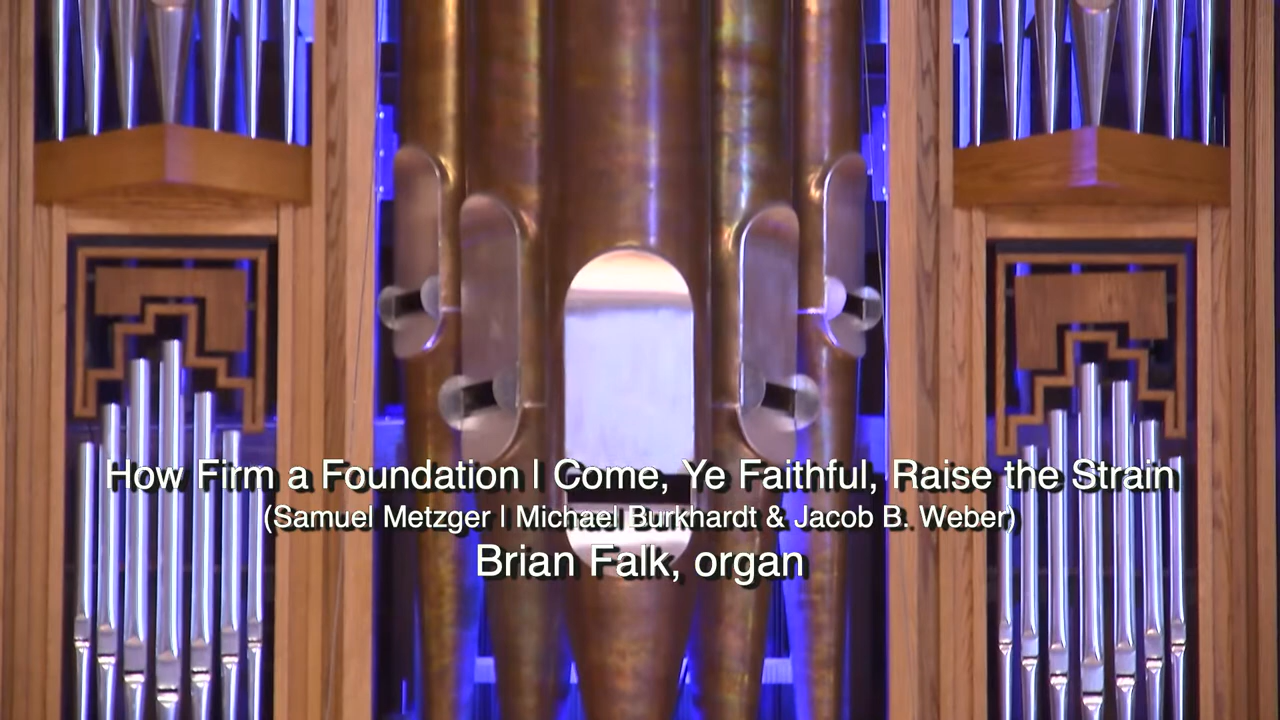 How Firm a Foundation | Come, Ye Faithful, Raise the Strain
(Samuel Metzger | Michael Burkhardt & Jacob B. Weber)
Brian Falk, organ